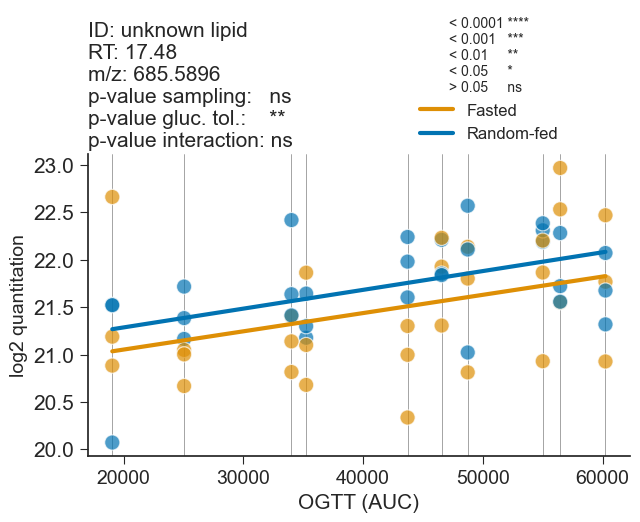 ID: unknown lipid
RT: 17.48
m/z: 685.5896
p-value sampling: ns
p-value gluc. tol.: **
p-value interaction: ns
< 0.0001 ****
< 0.001 ***
< 0.01 **
< 0.05 *
> 0.05 ns
Fasted
Random-fed
log2 quantitation
23.0
22.5
22.0
21.5
21.0
20.5
20.0
20000 30000 40000 50000 60000
OGTT (AUC)